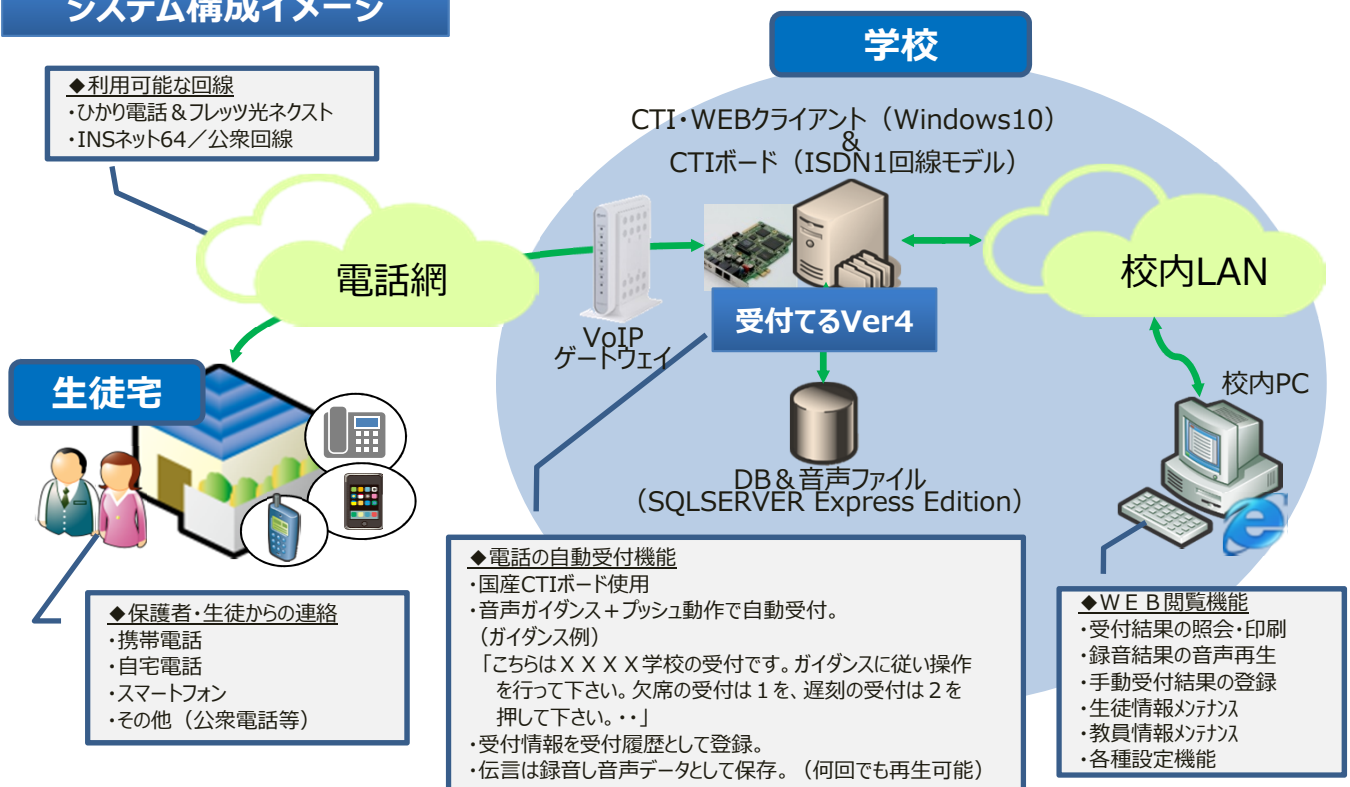 システム構成イメージ
学校
◆利用可能な回線
・ひかり電話＆フレッツ光ネクスト
・INSネット64／公衆回線
CTI・WEBクライアント（Windows10）
&
CTIボード（ISDN1回線モデル）
電話網
校内LAN
受付てるVer4
VoIP
ゲートウェイ
生徒宅
校内PC
DB＆音声ファイル
（SQLSERVER Express Edition）
◆保護者・生徒からの連絡
・携帯電話
・自宅電話
・スマートフォン
・その他（公衆電話等）
◆電話の自動受付機能
・国産CTIボード使用
・音声ガイダンス＋プッシュ動作で自動受付。
（ガイダンス例）
「こちらはＸＸＸＸ学校の受付です。ガイダンスに従い操作
を行って下さい。欠席の受付は１を、遅刻の受付は２を
押して下さい。・・」
・受付情報を受付履歴として登録。
・伝言は録音し音声データとして保存。（何回でも再生可能）
◆ＷＥＢ閲覧機能
・受付結果の照会・印刷
・録音結果の音声再生
・手動受付結果の登録
・生徒情報ﾒﾝﾃﾅﾝｽ
・教員情報ﾒﾝﾃﾅﾝｽ
・各種設定機能